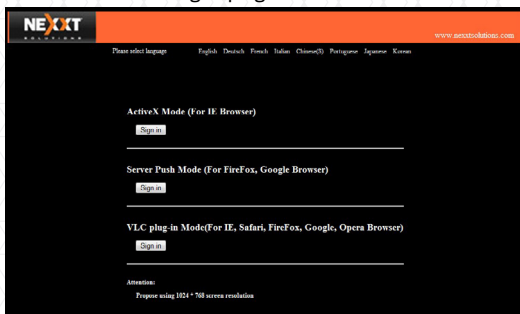 NEXXT
SOLUTIONS
www.nexxtsolutions.com
Please select language English Deutsch French Italian Chinese(S) Portuguese Japanese Korean
ActiveX Mode (For IE Browser)
Sign in
Server Push Mode (For FireFox, Google Browser)
Sign in
VLC plug-in Mode(For IE, Safari, FireFox, Google, Opera Browser)
Sign in
Attention:
Propose using 1024 * 768 screen resolution